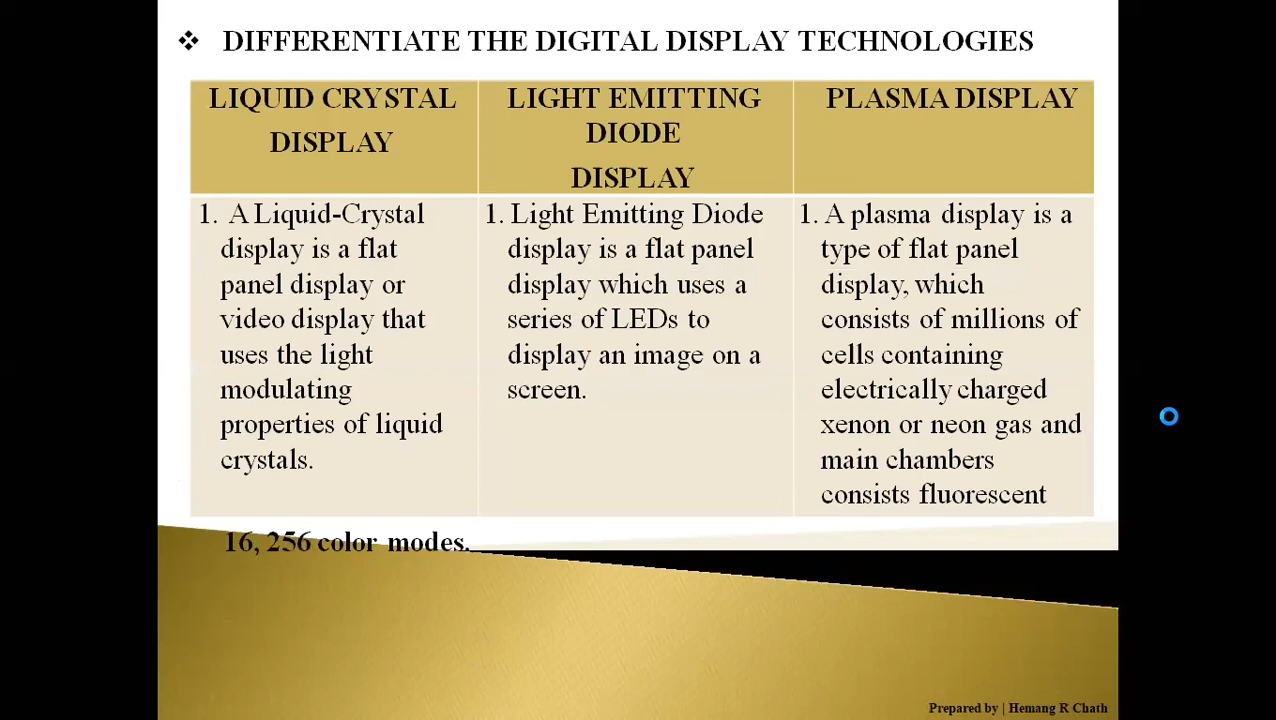 ❖ DIFFERENTIATE THE DIGITAL DISPLAY TECHNOLOGIES
LIQUID CRYSTAL
DISPLAY
LIGHT EMITTING
DIODE
DISPLAY
PLASMA DISPLAY
1. A Liquid-Crystal
display is a flat
panel display or
video display that
uses the light
modulating
properties of liquid
crystals.
1. Light Emitting Diode
display is a flat panel
display which uses a
series of LEDs to
display an image on a
screen.
1. A plasma display is a
type of flat panel
display, which
consists of millions of
cells containing
electrically charged
xenon or neon gas and
main chambers
consists fluorescent
16, 256 color modes.
Prepared by | Hemang R Chath